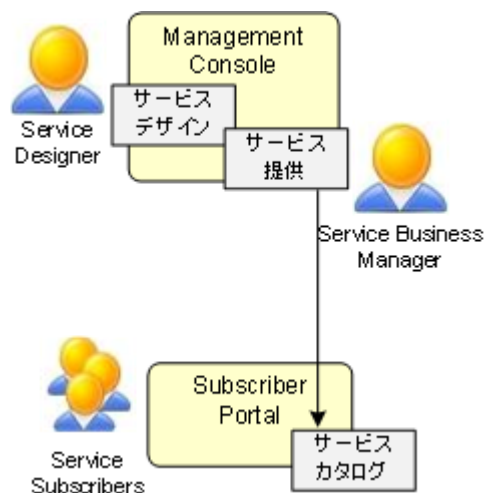 Management
Console
サービス
デザイン
Service
Designer
サービス
提供
Service Business
Manager
Subscriber
Portal
サービス
カタログ
Service
Subscribers